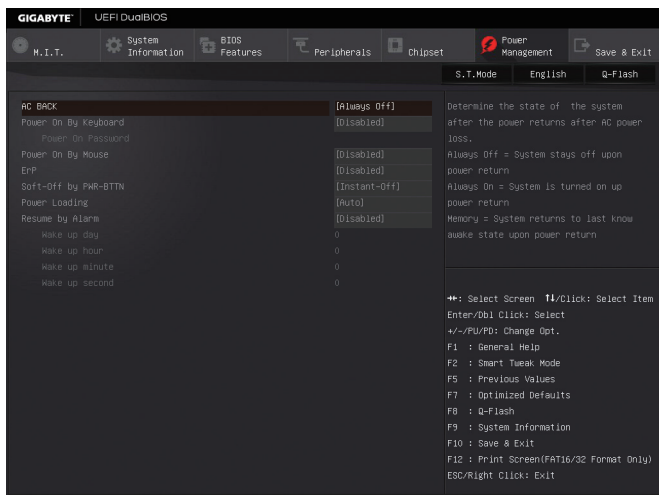 GIGABYTE™ UEFI DualBIOS
M.I.T.
System Information
BIOS Features
Peripherals
Chipset
Power Management
Save & Exit
S.T.Mode English Q-Flash
AC BACK [Always Off]
Power On By Keyboard [Disabled]
Power On Password
Power On By Mouse [Disabled]
ErP [Disabled]
Soft-Off by PWR-BTTN [Instant-Off]
Power Loading [Auto]
Resume by Alarm [Disabled]
Wake up day 0
Wake up hour 0
Wake up minute 0
Wake up second 0
Determine the state of the system
after the power returns after AC power
loss.
Always Off = System stays off upon
power return
Always On = System is turned on up
power return
Memory = System returns to last know
awake state upon power return
→←: Select Screen ↑↓/Click: Select Item
Enter/Dbl Click: Select
+/-/PU/PD: Change Opt.
F1 : General Help
F2 : Smart Tweak Mode
F5 : Previous Values
F7 : Optimized Defaults
F8 : Q-Flash
F9 : System Information
F10 : Save & Exit
F12 : Print Screen(FAT16/32 Format Only)
ESC/Right Click: Exit